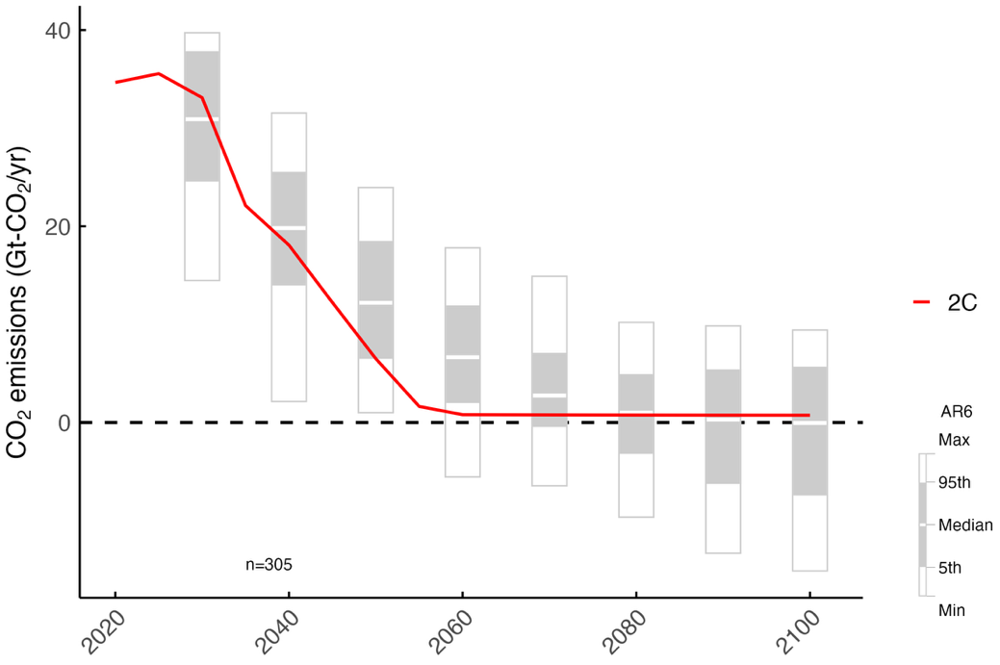 CO₂ emissions (Gt-CO₂/yr)
40
20
0
n=305
2020
2040
2060
2080
2100
2C
AR6
Max
95th
Median
5th
Min